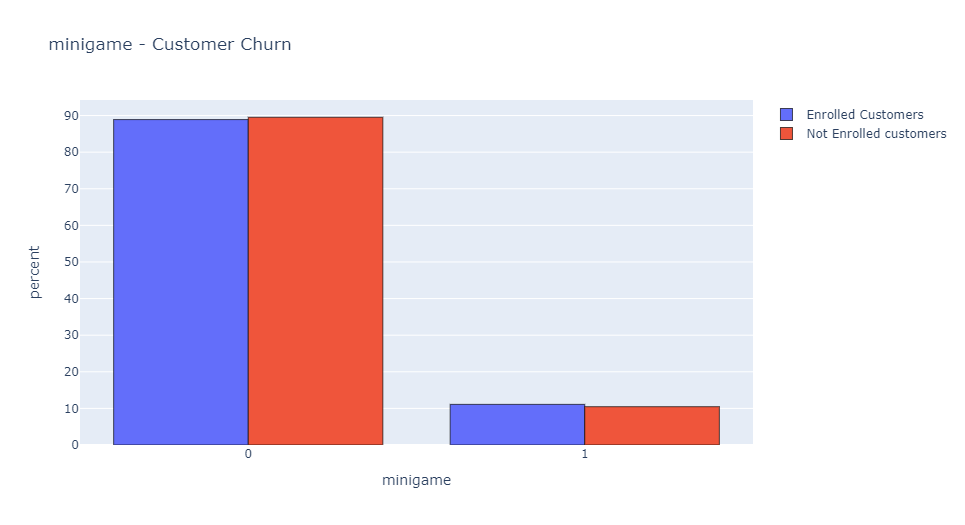 minigame - Customer Churn
Enrolled Customers
Not Enrolled customers
percent
90
80
70
60
50
40
30
20
10
0
0
1
minigame